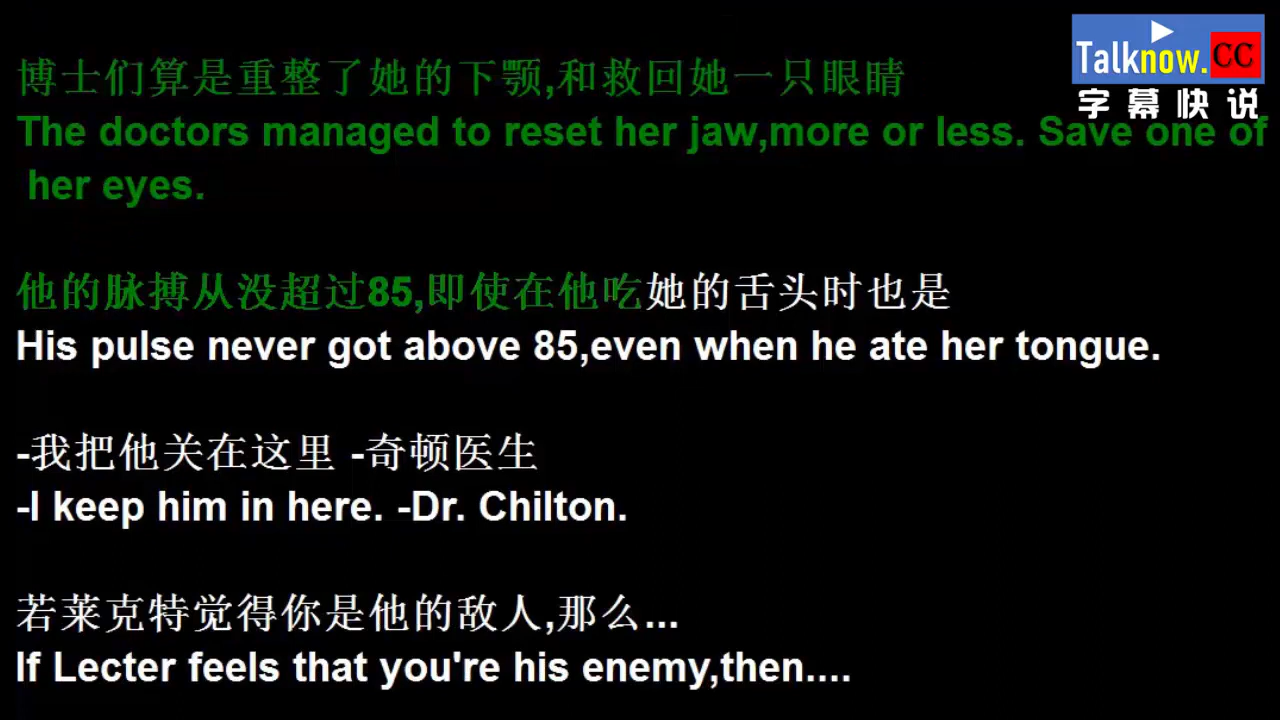 Talknow.CC
字幕快说
博士们算是重整了她的下颚,和救回她一只眼睛
The doctors managed to reset her jaw,more or less. Save one of
her eyes.
他的脉搏从没超过85,即使在他吃她的舌头时也是
His pulse never got above 85,even when he ate her tongue.
-我把他关在这里 -奇顿医生
-I keep him in here. -Dr. Chilton.
若莱克特觉得你是他的敌人,那么...
If Lecter feels that you're his enemy,then....